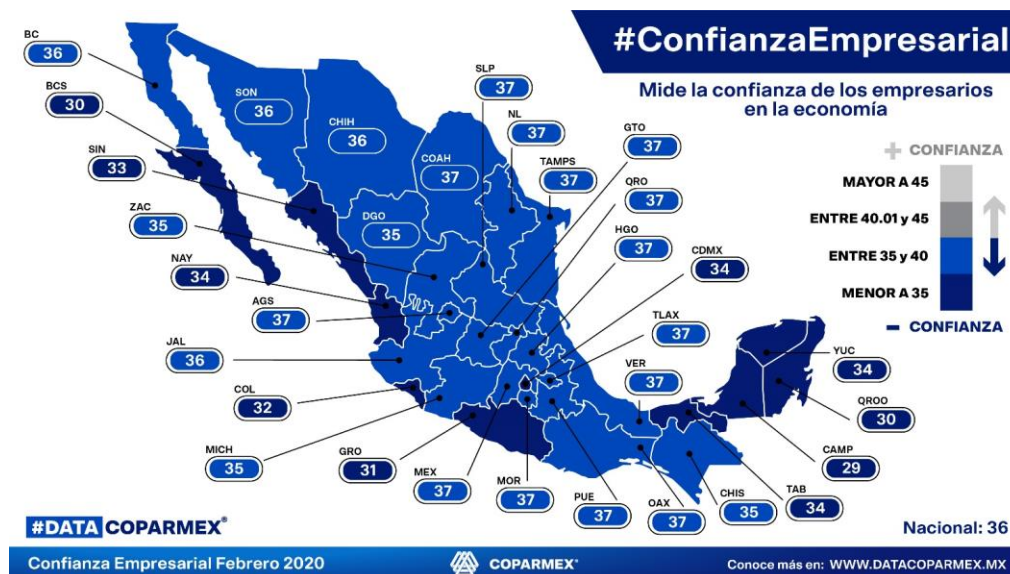 #ConfianzaEmpresarial
Mide la confianza de los empresarios
en la economía
+ CONFIANZA
MAYOR A 45
ENTRE 40.01 y 45
ENTRE 35 y 40
MENOR A 35
- CONFIANZA
BC
36
BCS
30
SIN
33
ZAC
35
NAY
34
AGS
37
JAL
36
COL
32
MICH
35
GRO
31
MEX
37
MOR
37
PUE
37
OAX
37
CHIS
35
TAB
34
CAMP
29
QROO
30
YUC
34
VER
37
TLAX
37
CDMX
34
HGO
37
QRO
37
GTO
37
TAMPS
37
NL
37
SLP
37
SON
36
CHIH
36
COAH
37
DGO
35
#DATACOPARMEX®
Nacional: 36
Confianza Empresarial Febrero 2020
COPARMEX
Conoce más en: WWW.DATACOPARMEX.MX